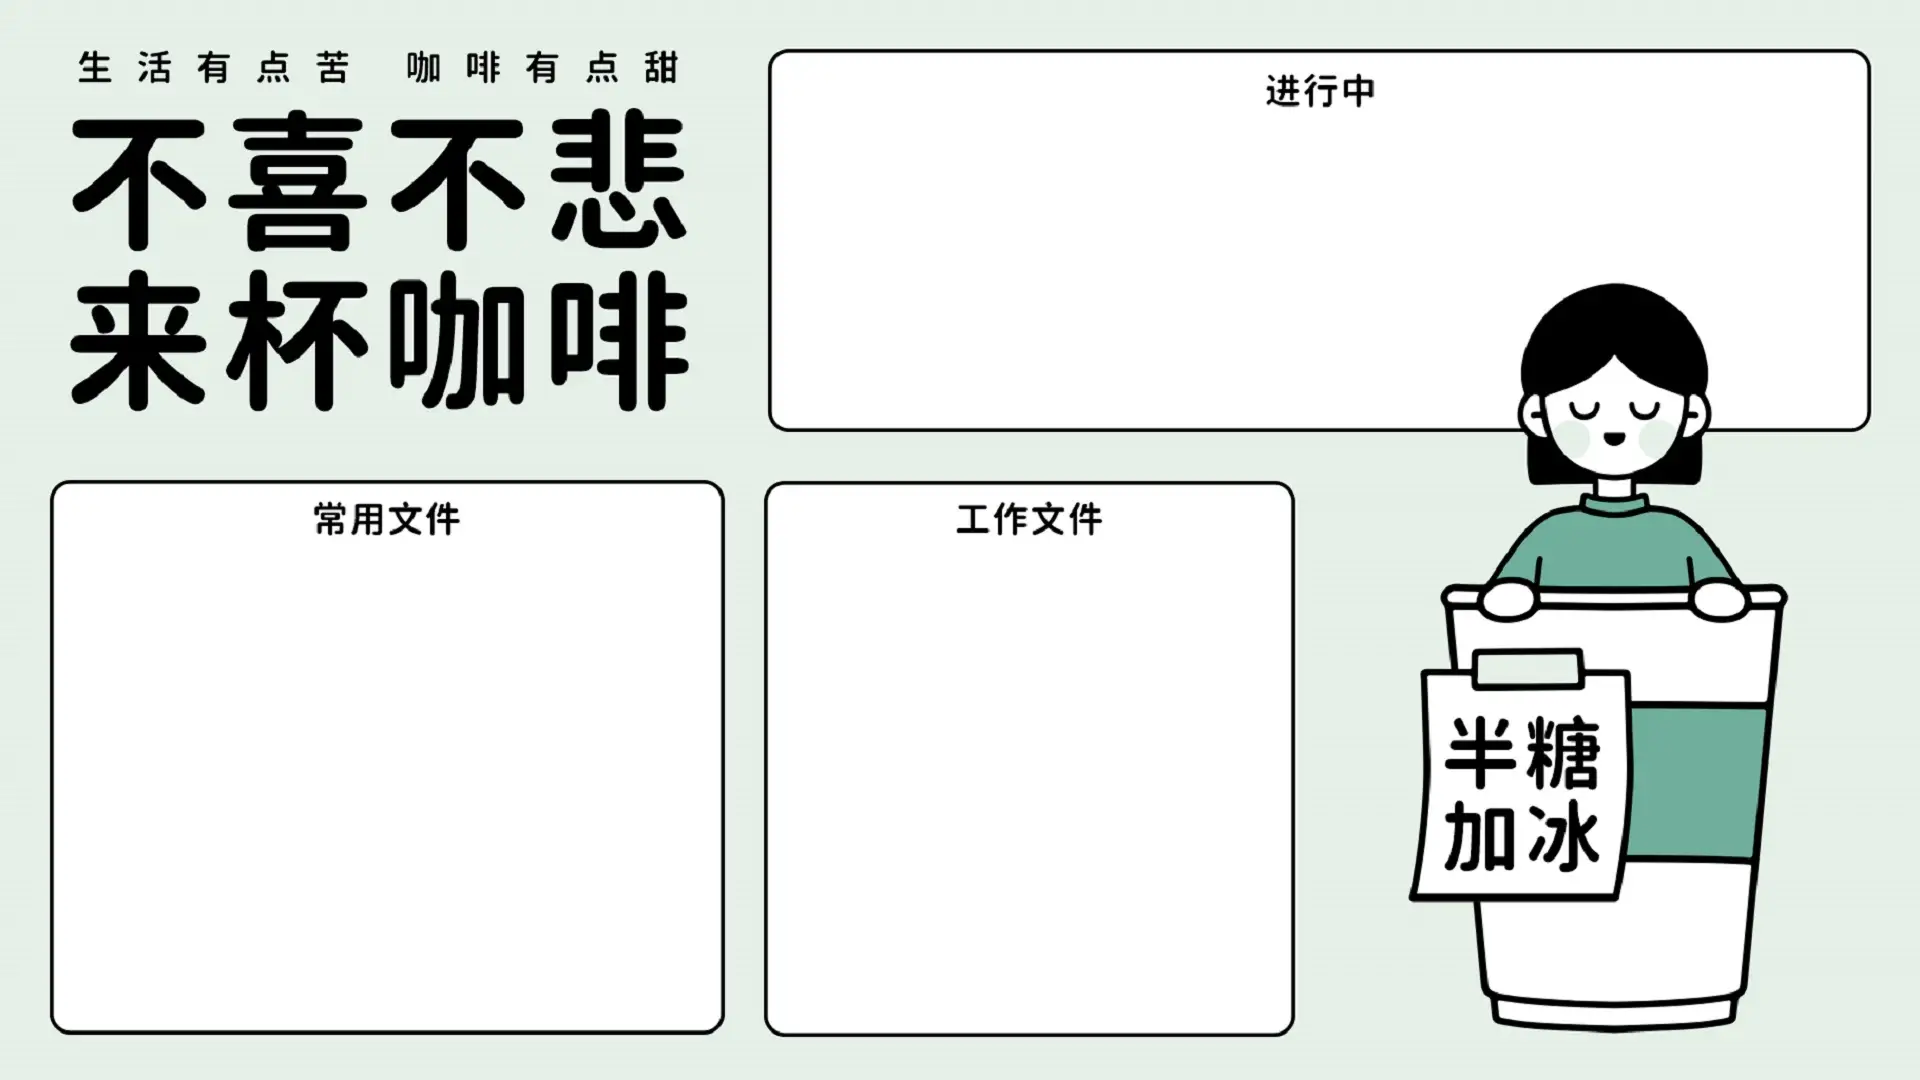 生活有点苦 咖啡有点甜
不喜不悲
来杯咖啡
进行中
常用文件
工作文件
半糖
加冰